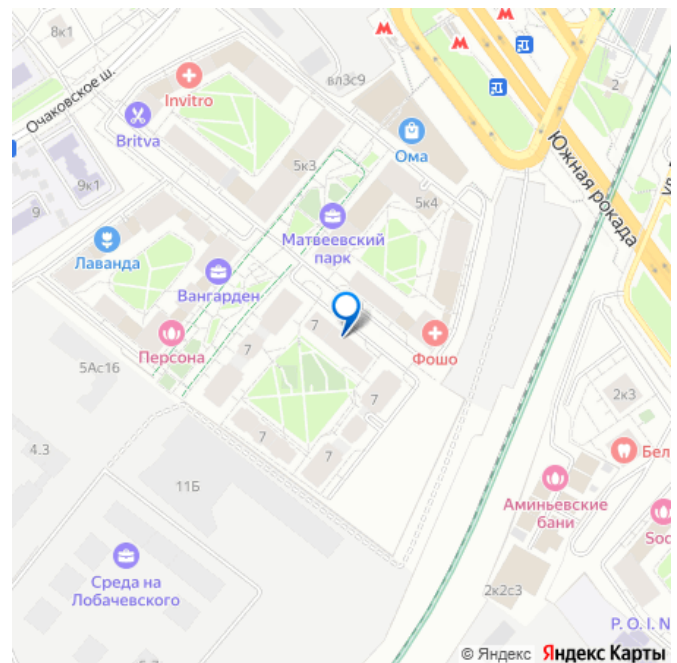 8к1
М
М
вл3с9
2
Очаковское ш.
Invitro
Britva
Ома
Южная рокада
5к3
9к1
5к4
9
Матвеевский
парк
Лаванда
Вангарден
7
Персона
7
Фошо
5Ас16
2к3
7
7
7
4.3
Бел
11Б
Аминьевские
бани
Soc
Среда на
Лобачевского
2к2с3
P. O. I. N
© Яндекс Яндекс Карты